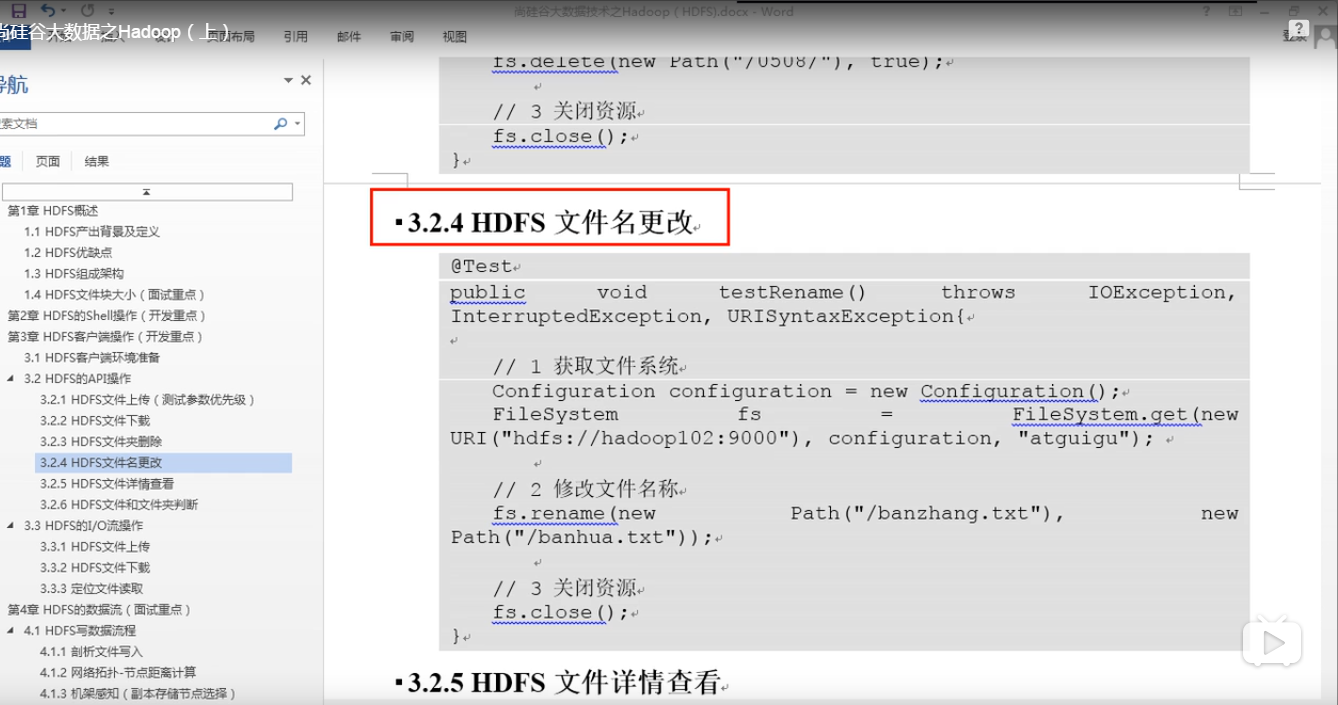 尚硅谷大数据技术之Hadoop（HDFS).docx - Word
尚硅谷大数据之Hadoop（上）
页面布局 引用 邮件 审阅 视图
登录
导航
搜索文档
标题 页面 结果
第1章 HDFS概述
1.1 HDFS产出背景及定义
1.2 HDFS优缺点
1.3 HDFS组成架构
1.4 HDFS文件块大小（面试重点）
第2章 HDFS的Shell操作（开发重点）
第3章 HDFS客户端操作（开发重点）
3.1 HDFS客户端环境准备
3.2 HDFS的API操作
3.2.1 HDFS文件上传（测试参数优先级）
3.2.2 HDFS文件下载
3.2.3 HDFS文件夹删除
3.2.4 HDFS文件名更改
3.2.5 HDFS文件详情查看
3.2.6 HDFS文件和文件夹判断
3.3 HDFS的I/O流操作
3.3.1 HDFS文件上传
3.3.2 HDFS文件下载
3.3.3 定位文件读取
第4章 HDFS的数据流（面试重点）
4.1 HDFS写数据流程
4.1.1 剖析文件写入
4.1.2 网络拓扑-节点距离计算
4.1.3 机架感知（副本存储节点选择）
fs.delete(new Path("/0508/"), true);
// 3 关闭资源
fs.close();
}
3.2.4 HDFS 文件名更改
@Test
public void testRename() throws IOException,
InterruptedException, URISyntaxException{
// 1 获取文件系统
Configuration configuration = new Configuration();
FileSystem fs = FileSystem.get(new
URI("hdfs://hadoop102:9000"), configuration, "atguigu");
// 2 修改文件名称
fs.rename(new Path("/banzhang.txt"), new
Path("/banhua.txt"));
// 3 关闭资源
fs.close();
}
3.2.5 HDFS 文件详情查看